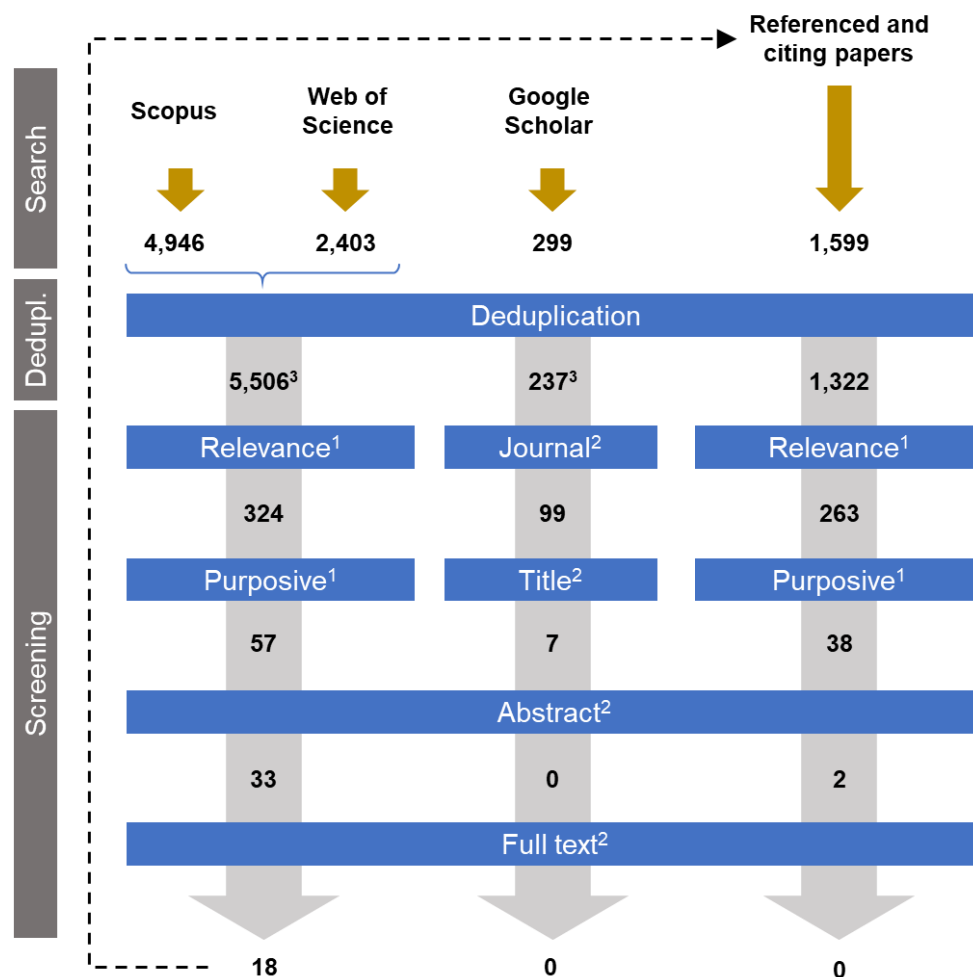 Referenced and
citing papers
Search
Scopus
Web of
Science
Google
Scholar
4,946
2,403
299
1,599
Dedupl.
Deduplication
5,506³
237³
1,322
Screening
Relevance¹
Journal²
Relevance¹
324
99
263
Purposive¹
Title²
Purposive¹
57
7
38
Abstract²
33
0
2
Full text²
18
0
0